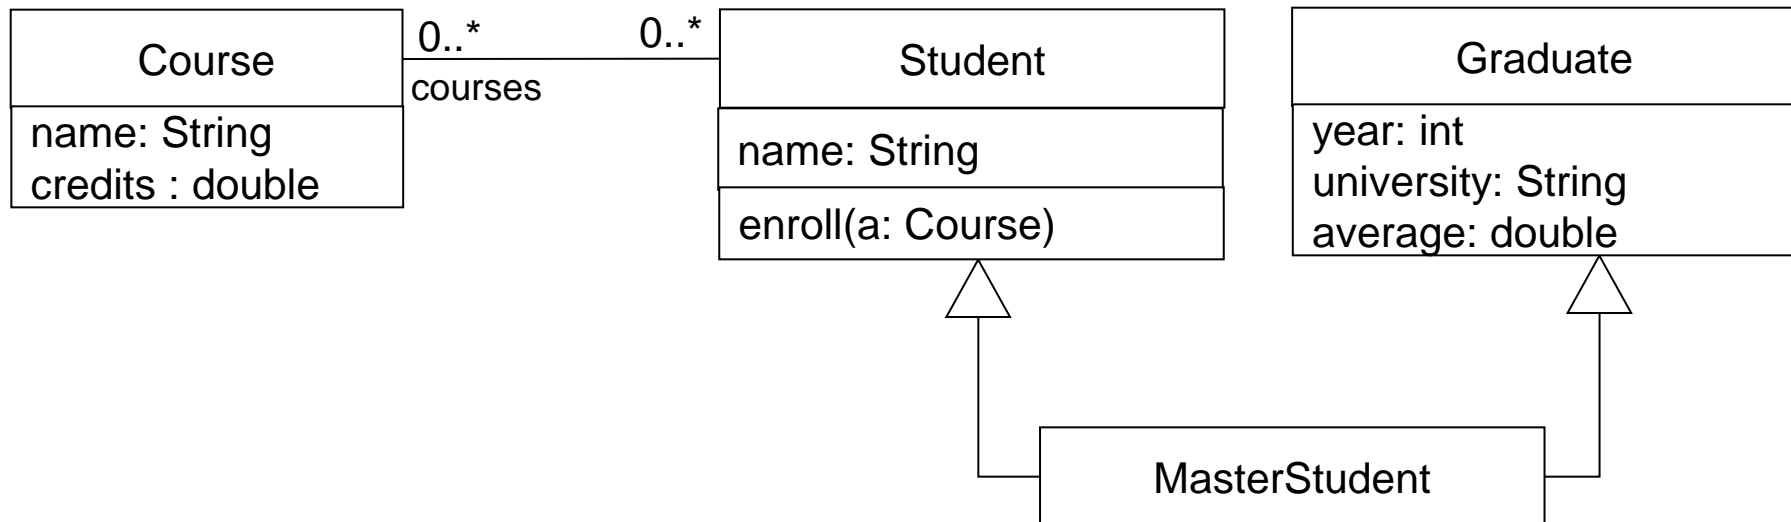 Course
name: String
credits : double
0..*
courses
0..*
Student
name: String
enroll(a: Course)
Graduate
year: int
university: String
average: double
MasterStudent